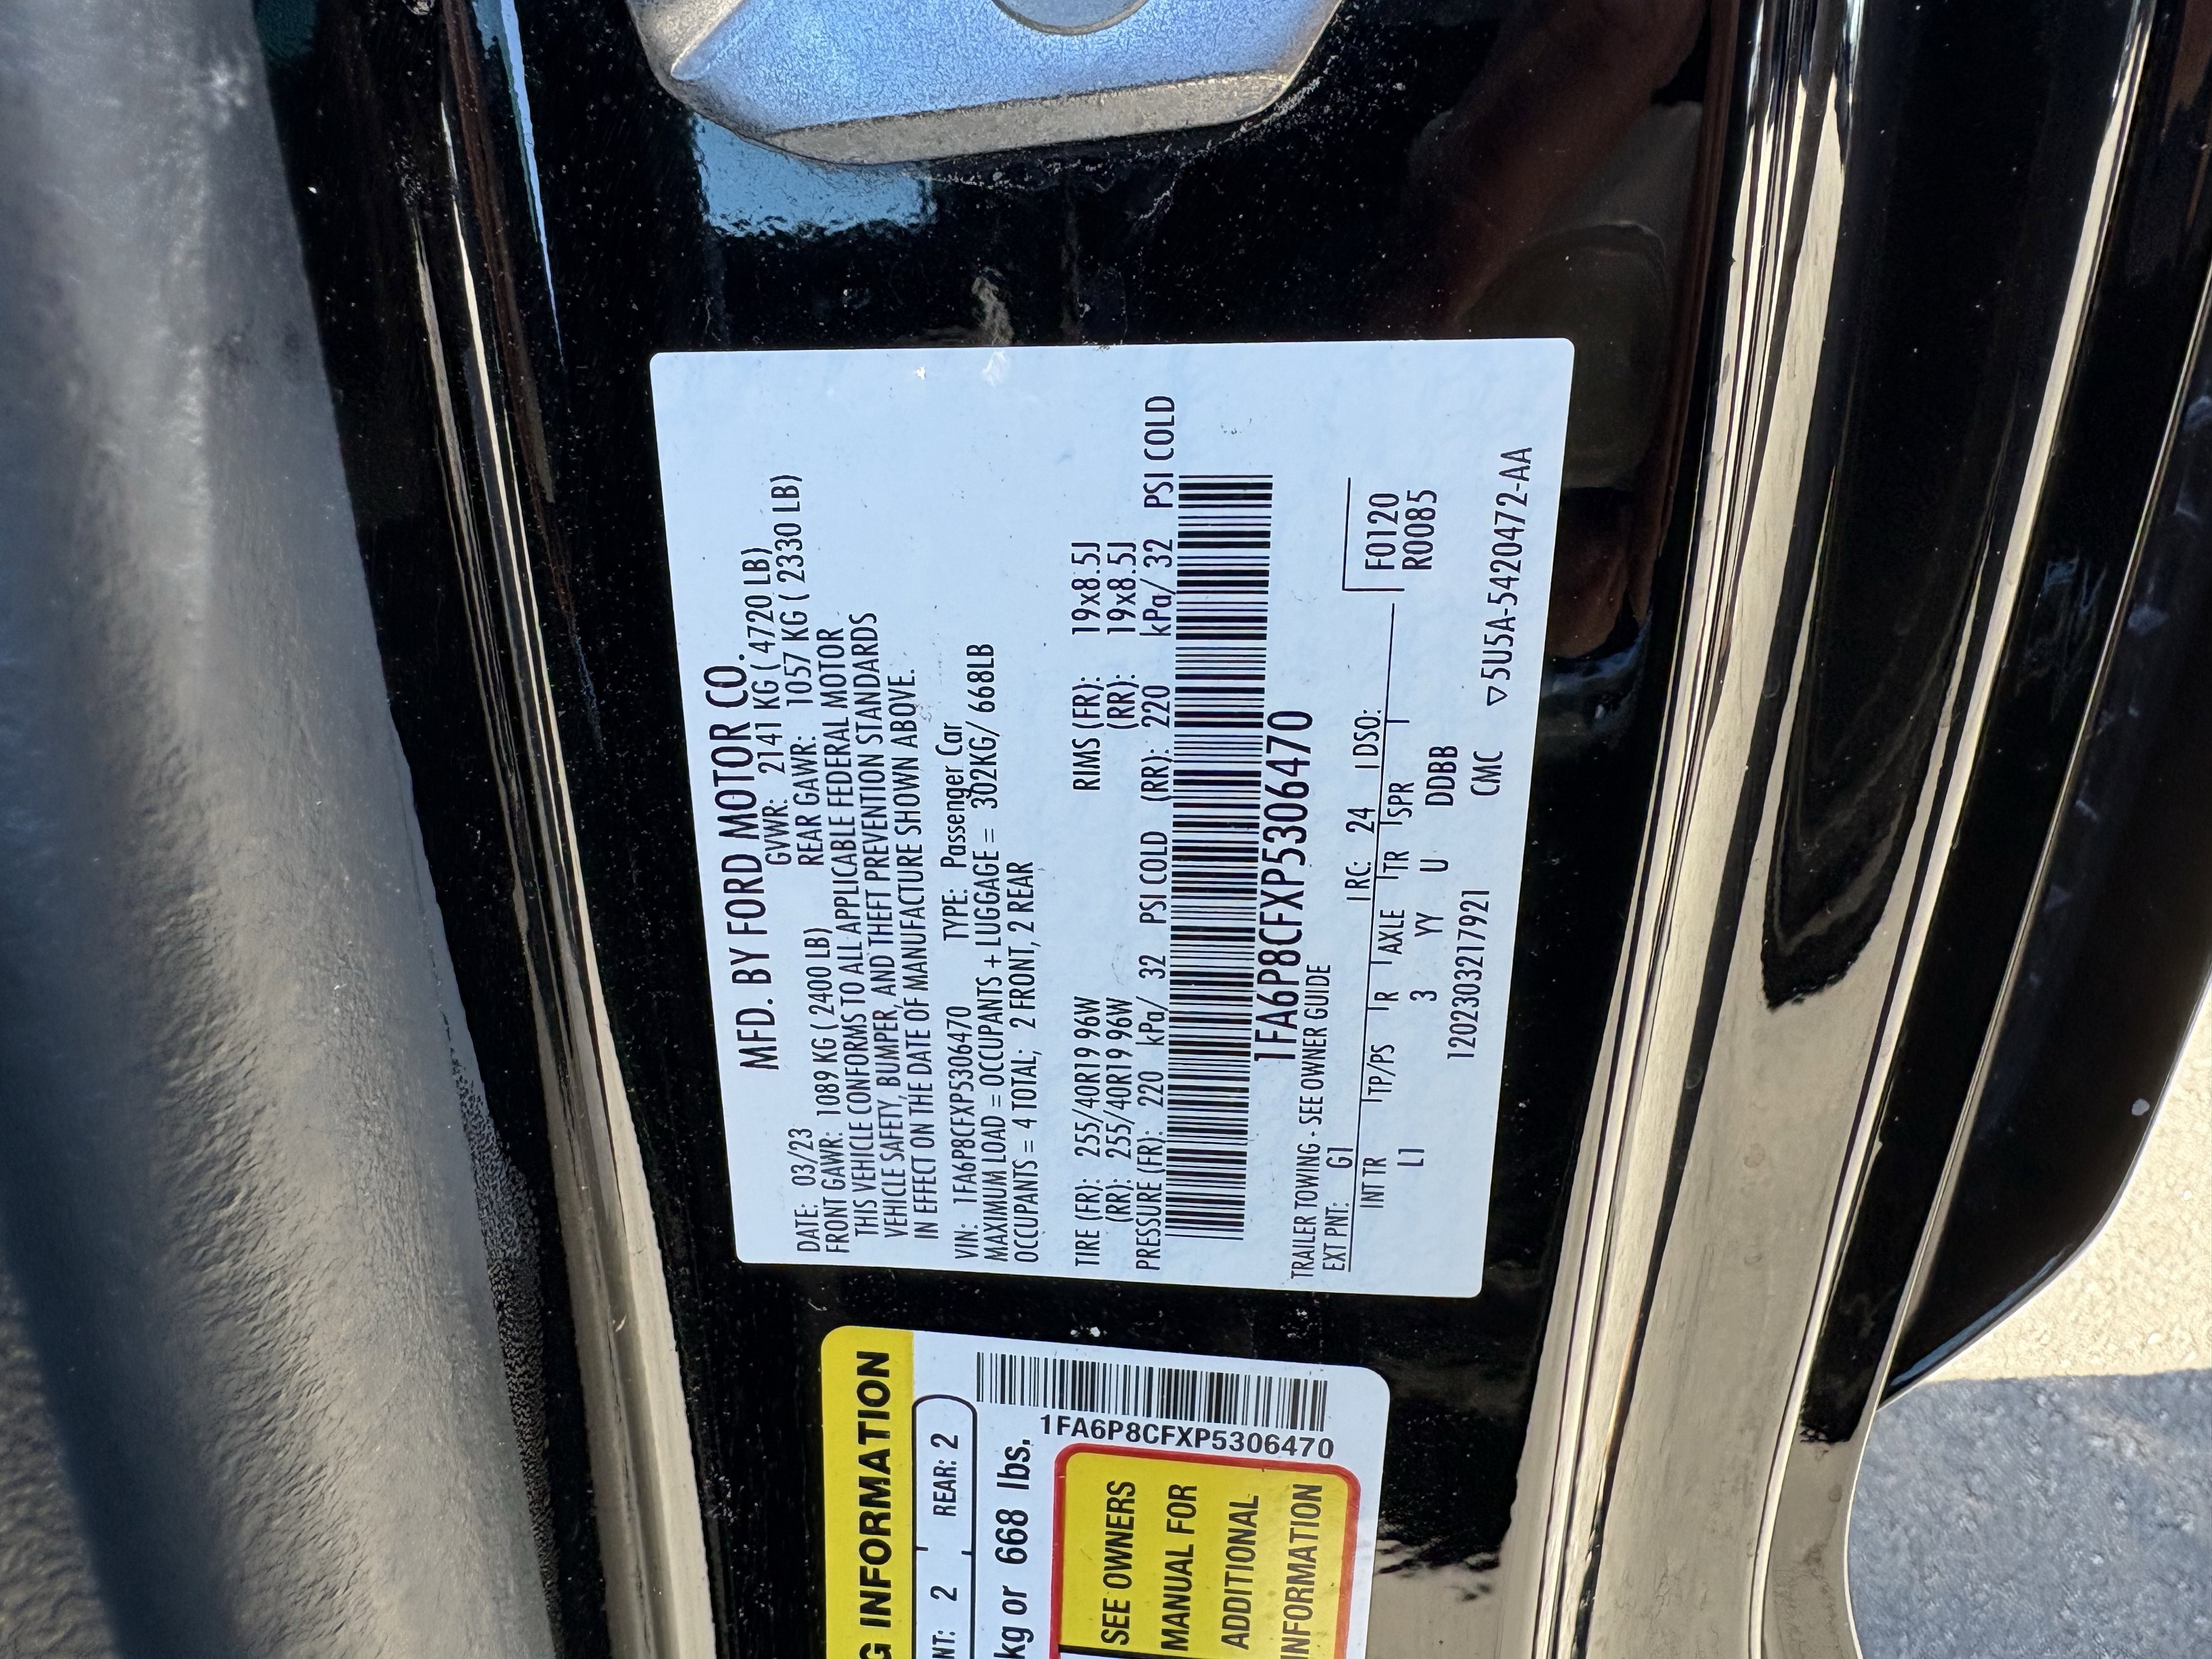 MFD. BY FORD MOTOR CO.
DATE: 03/23 GVWR: 2141 KG ( 4720 LB)
FRONT GAWR: 1089 KG ( 2400 LB) REAR GAWR: 1057 KG ( 2330 LB)
THIS VEHICLE CONFORMS TO ALL APPLICABLE FEDERAL MOTOR
VEHICLE SAFETY, BUMPER, AND THEFT PREVENTION STANDARDS
IN EFFECT ON THE DATE OF MANUFACTURE SHOWN ABOVE.
VIN: 1FA6P8CFXP5306470 TYPE: Passenger Car
MAXIMUM LOAD = OCCUPANTS + LUGGAGE = 302KG/ 668LB
OCCUPANTS = 4 TOTAL; 2 FRONT, 2 REAR
TIRE (FR): 255/40R19 96W RIMS (FR): 19x8.5J
(RR): 255/40R19 96W (RR): 19x8.5J
PRESSURE (FR): 220 kPa/ 32 PSI COLD (RR): 220 kPa/ 32 PSI COLD
1FA6P8CFXP5306470
TRAILER TOWING - SEE OWNER GUIDE
EXT PNT: G1 RC: 24 DSO:
INT TR TP/PS R AXLE TR SPR
F0120
L1 3 YY U DDBB
R0085
1202303217921 CMC
▽5U5A-5420472-AA
G INFORMATION
NT: 2 REAR: 2
kg or 668 lbs.
1FA6P8CFXP5306470
SEE OWNERS
MANUAL FOR
ADDITIONAL
INFORMATION